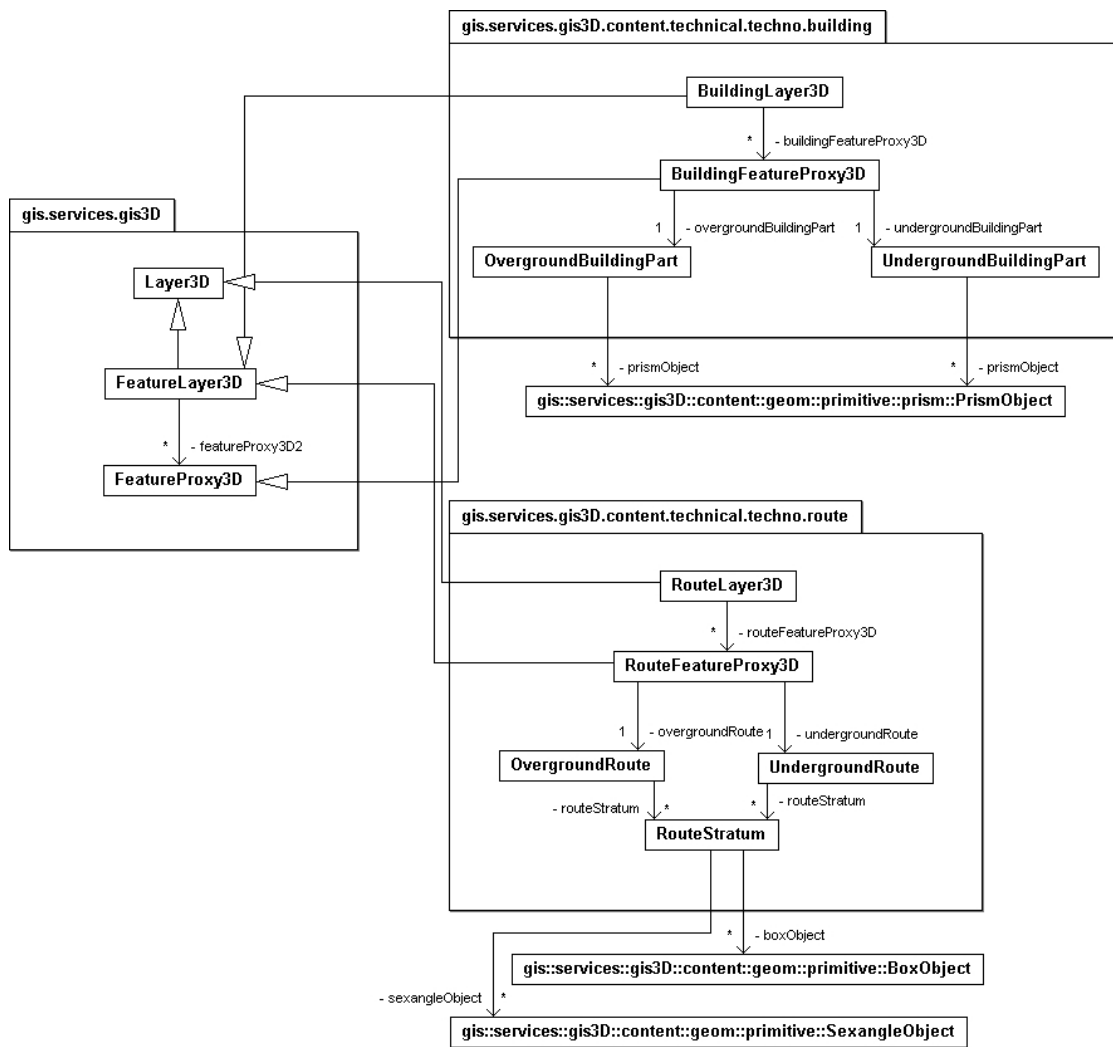 gis.services.gis3D.content.technical.techno.building
BuildingLayer3D
* - buildingFeatureProxy3D
BuildingFeatureProxy3D
1 - overgroundBuildingPart
1 - undergroundBuildingPart
OvergroundBuildingPart
UndergroundBuildingPart
* - prismObject
* - prismObject
gis::services::gis3D::content::geom::primitive::prism::PrismObject
gis.services.gis3D
Layer3D
FeatureLayer3D
* - featureProxy3D2
FeatureProxy3D
gis.services.gis3D.content.technical.techno.route
RouteLayer3D
* - routeFeatureProxy3D
RouteFeatureProxy3D
1 - overgroundRoute
1 - undergroundRoute
OvergroundRoute
UndergroundRoute
- routeStratum *
* - routeStratum
RouteStratum
* - boxObject
gis::services::gis3D::content::geom::primitive::BoxObject
- sexangleObject *
gis::services::gis3D::content::geom::primitive::SexangleObject